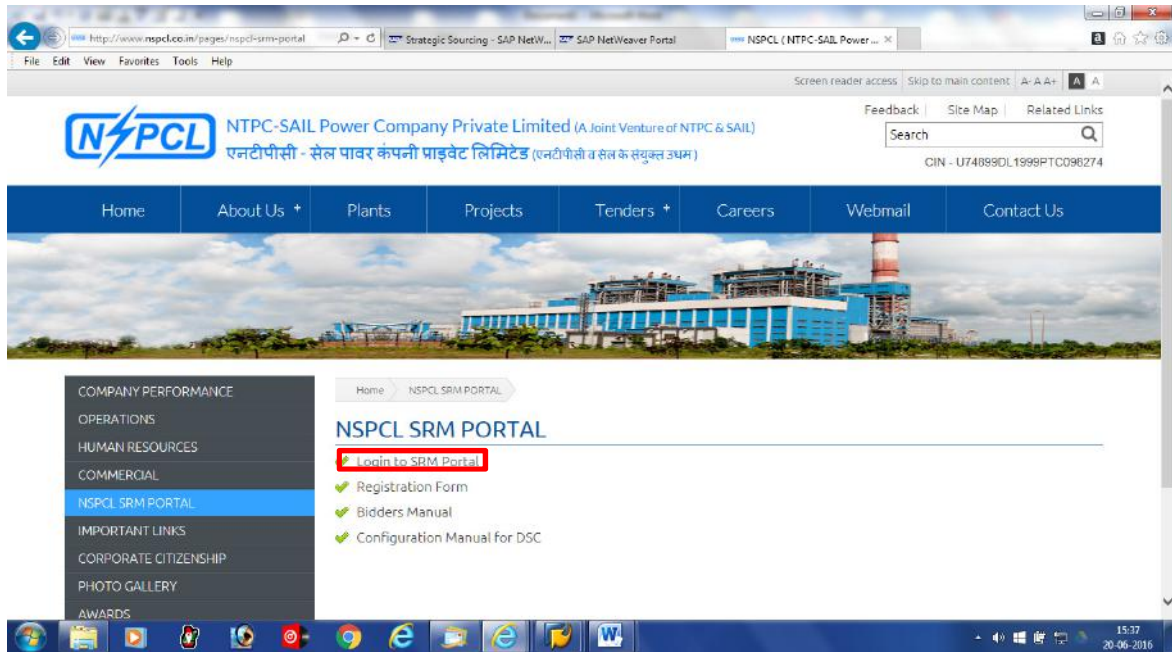 http://www.nspcl.co.in/pages/nspcl-srm-portal
Strategic Sourcing - SAP NetW...
SAP NetWeaver Portal
NSPCL ( NTPC-SAIL Power ...
File Edit View Favorites Tools Help
Screen reader access Skip to main content A- A A+ A A
Feedback Site Map Related Links
NSPCL
NTPC-SAIL Power Company Private Limited (A Joint Venture of NTPC & SAIL)
Search
एनटीपीसी - सेल पावर कंपनी प्राइवेट लिमिटेड (एनटीपीसी व सेल के संयुक्त उधम )
CIN - U74899DL1999PTC096274
Home About Us + Plants Projects Tenders + Careers Webmail Contact Us
COMPANY PERFORMANCE
OPERATIONS
HUMAN RESOURCES
COMMERCIAL
NSPCL SRM PORTAL
IMPORTANT LINKS
CORPORATE CITIZENSHIP
PHOTO GALLERY
AWARDS
Home NSPCL SRM PORTAL
NSPCL SRM PORTAL
Login to SRM Portal
Registration Form
Bidders Manual
Configuration Manual for DSC
15:37
20-06-2016